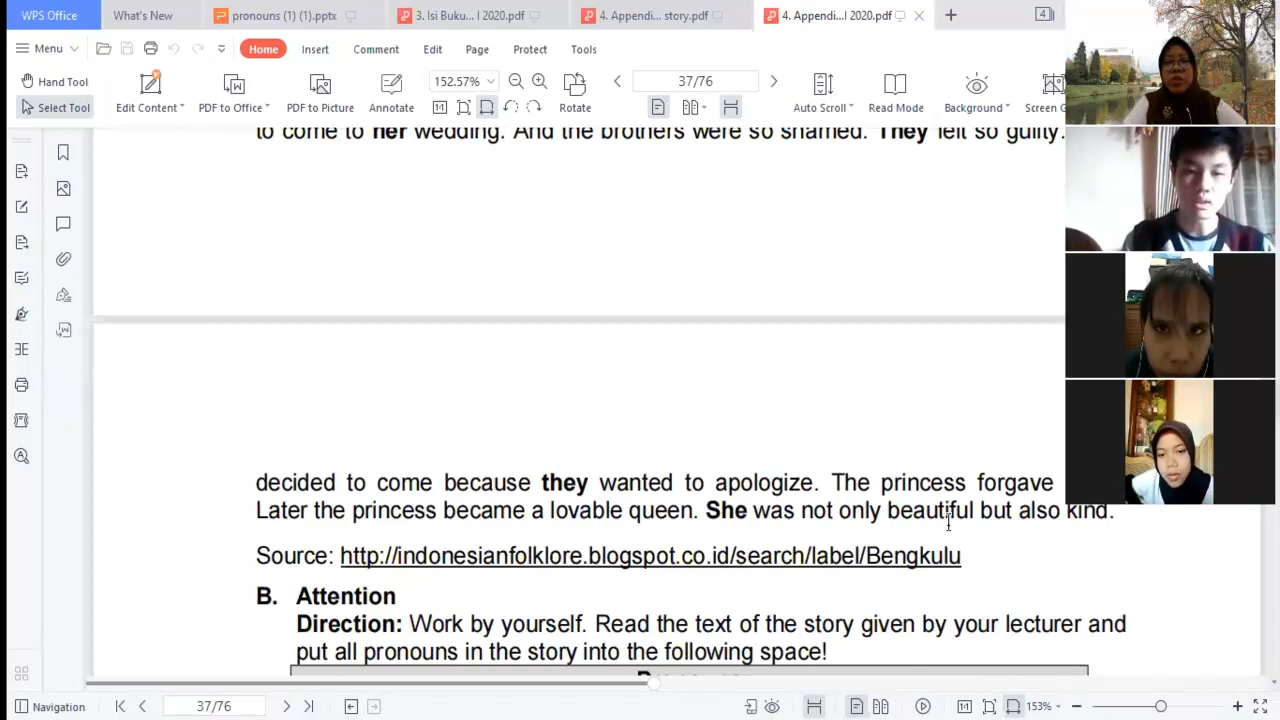 WPS Office What's New pronouns (1) (1).pptx 3. Isi Buku... l 2020.pdf 4. Appendi... story.pdf 4. Appendi...l 2020.pdf 4
Menu Home Insert Comment Edit Page Protect Tools
Hand Tool 152.57% 37/76
Select Tool Edit Content PDF to Office PDF to Picture Annotate Rotate Auto Scroll Read Mode Background Screen G
to come to her wedding. And the brothers were so shamed. They felt so guilty.
decided to come because they wanted to apologize. The princess forgave
Later the princess became a lovable queen. She was not only beautiful but also kind.
Source: http://indonesianfolklore.blogspot.co.id/search/label/Bengkulu
B. Attention
Direction: Work by yourself. Read the text of the story given by your lecturer and
put all pronouns in the story into the following space!
Navigation 37/76 153%